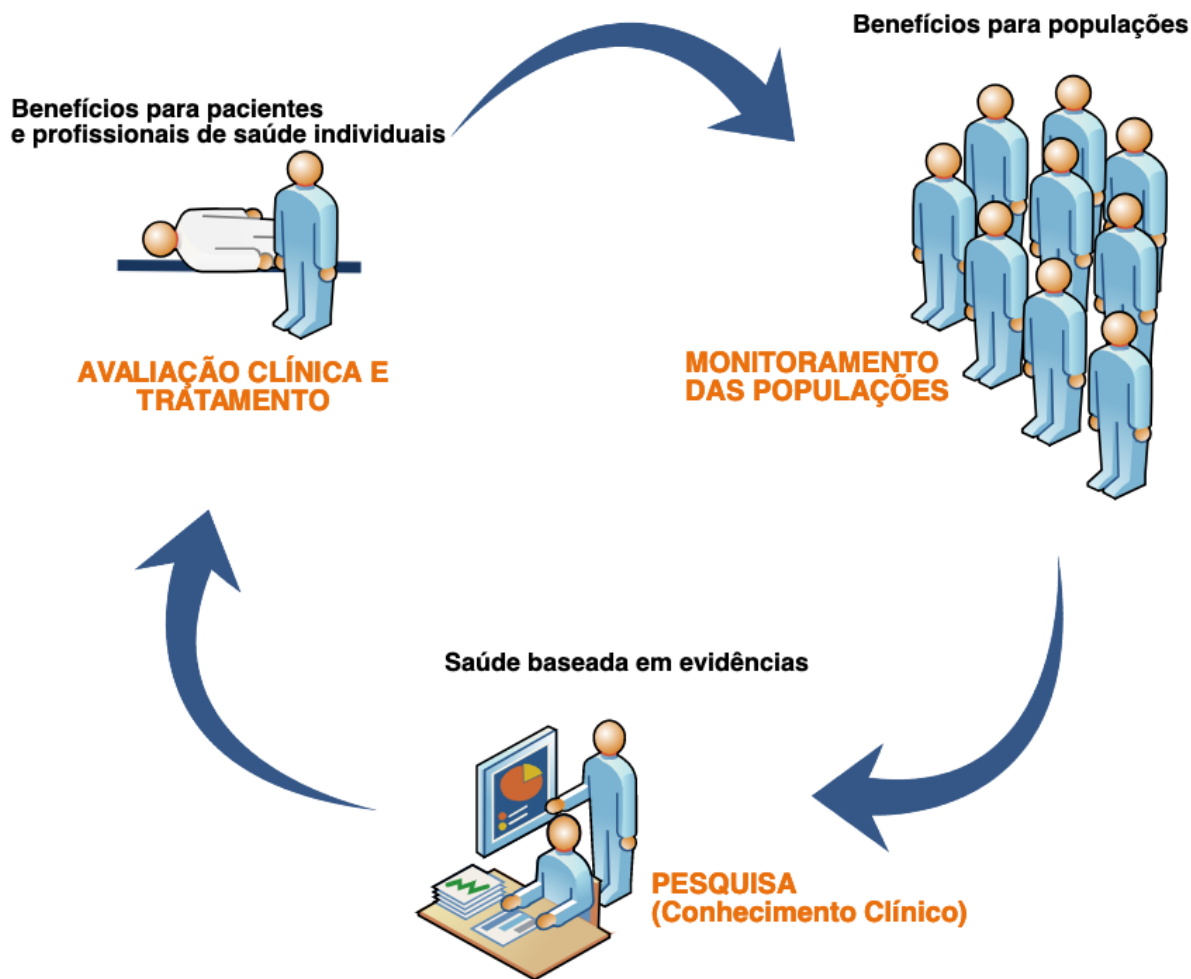 Benefícios para populações
Benefícios para pacientes
e profissionais de saúde individuais
AVALIAÇÃO CLÍNICA E
TRATAMENTO
MONITORAMENTO
DAS POPULAÇÕES
Saúde baseada em evidências
PESQUISA
(Conhecimento Clínico)